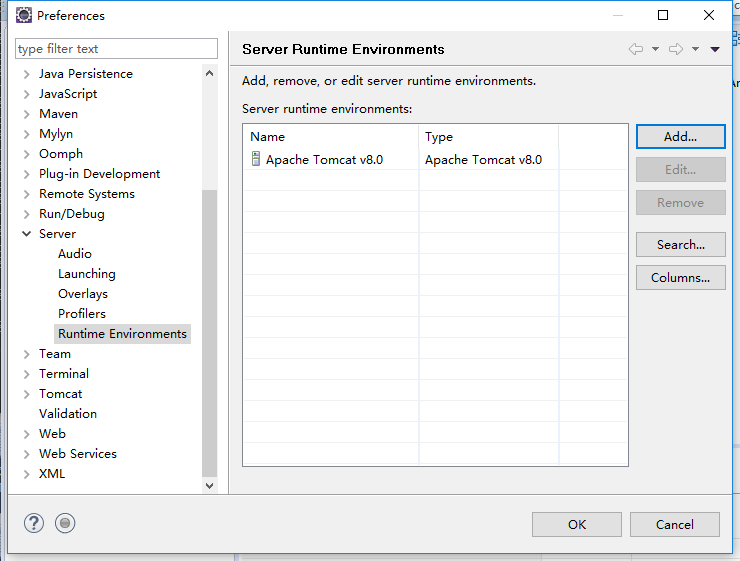 Preferences
type filter text
Java Persistence
JavaScript
Maven
Mylyn
Oomph
Plug-in Development
Remote Systems
Run/Debug
Server
Audio
Launching
Overlays
Profilers
Runtime Environments
Team
Terminal
Tomcat
Validation
Web
Web Services
XML
Server Runtime Environments
Add, remove, or edit server runtime environments.
Server runtime environments:
Name Type
Apache Tomcat v8.0 Apache Tomcat v8.0
Add...
Edit...
Remove
Search...
Columns...
OK Cancel